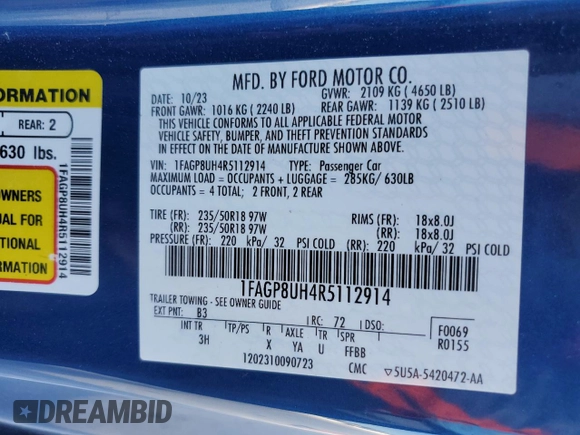 ORMATION
REAR: 2
630 lbs.
OWNERS
UAL FOR
TIONAL
FORMATION
1FAGP8UH4R5112914
MFD. BY FORD MOTOR CO.
DATE: 10/23 GVWR: 2109 KG ( 4650 LB)
FRONT GAWR: 1016 KG ( 2240 LB) REAR GAWR: 1139 KG ( 2510 LB)
THIS VEHICLE CONFORMS TO ALL APPLICABLE FEDERAL MOTOR
VEHICLE SAFETY, BUMPER, AND THEFT PREVENTION STANDARDS
IN EFFECT ON THE DATE OF MANUFACTURE SHOWN ABOVE.
VIN: 1FAGP8UH4R5112914 TYPE: Passenger Car
MAXIMUM LOAD = OCCUPANTS + LUGGAGE = 285KG/ 630LB
OCCUPANTS = 4 TOTAL; 2 FRONT, 2 REAR
TIRE (FR): 235/50R18 97W RIMS (FR): 18x8.0J
(RR): 235/50R18 97W (RR): 18x8.0J
PRESSURE (FR): 220 kPa/ 32 PSI COLD (RR): 220 kPa/ 32 PSI COLD
1FAGP8UH4R5112914
TRAILER TOWING - SEE OWNER GUIDE
EXT PNT: B3 RC: 72 DSO: F0069
INT TR TP/PS R AXLE TR SPR R0155
3H X YA U FFBB
1202310090723 CMC ▽5U5A-5420472-AA
DREAMBID